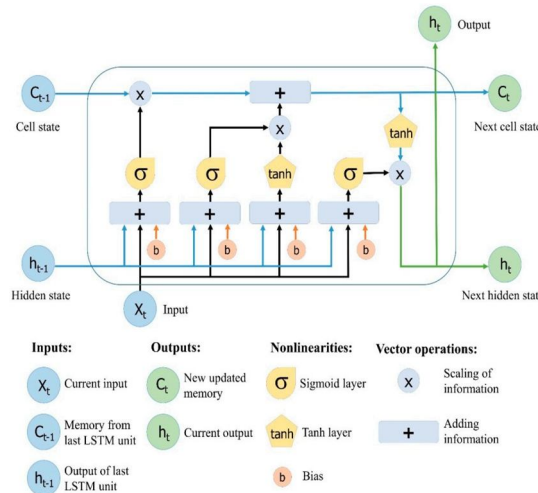 hₜ
Output
Cₜ₋₁
x
+
Cₜ
Cell state
Next cell state
x
tanh
σ
σ
tanh
σ
x
+
+
+
+
b
b
b
b
hₜ₋₁
hₜ
Hidden state
Next hidden state
Xₜ
Input
Inputs:
Outputs:
Nonlinearities:
Vector operations:
Xₜ
Current input
Cₜ
New updated
memory
σ
Sigmoid layer
x
Scaling of
information
Cₜ₋₁
Memory from
last LSTM unit
hₜ
Current output
tanh
Tanh layer
+
Adding
information
hₜ₋₁
Output of last
LSTM unit
b
Bias